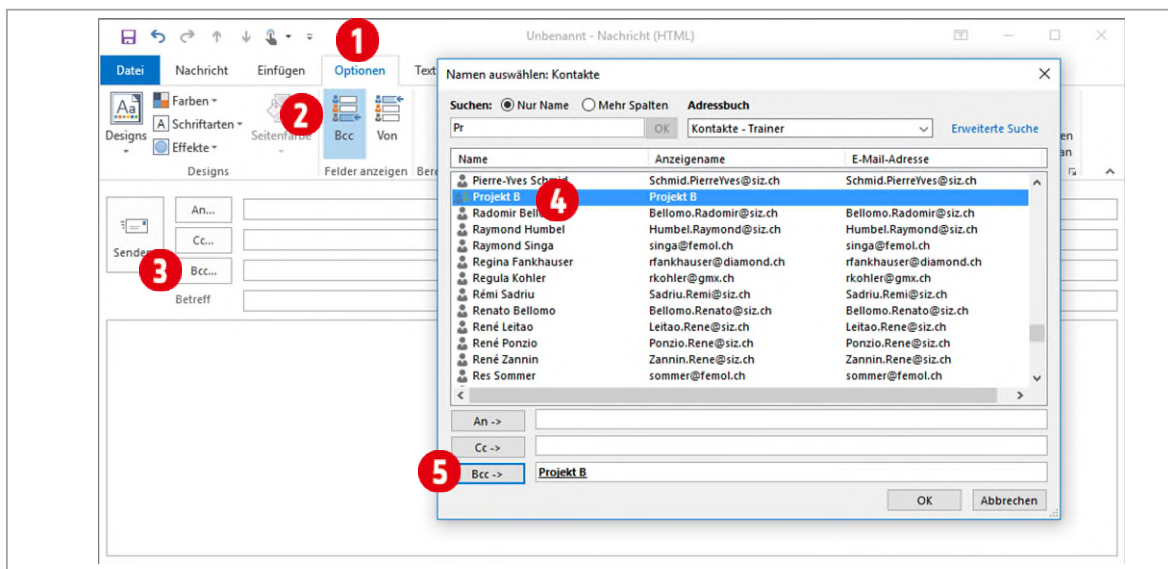 Unbenannt - Nachricht (HTML)
1
Datei Nachricht Einfügen Optionen Text
Namen auswählen: Kontakte
Suchen: Nur Name Mehr Spalten Adressbuch
Pr OK Kontakte - Trainer Erweiterte Suche
Aa Designs
Farben
A Schriftarten
Effekte
2
Bcc Von
Designs Felder anzeigen
Name Anzeigename E-Mail-Adresse
Pierre-Yves Schmid Schmid.PierreYves@siz.ch Schmid.PierreYves@siz.ch
Projekt B 4 Projekt B
Radomir Schmid.PierreYves@siz.ch Bellomo.Radomir@siz.ch Bellomo.Radomir@siz.ch
Raymond Humbel Humbel.Raymond@siz.ch Humbel.Raymond@siz.ch
Raymond Singa singa@femol.ch singa@femol.ch
Regina Fankhauser rfankhauser@diamond.ch rfankhauser@diamond.ch
Regula Kohler rkohler@gmx.ch rkohler@gmx.ch
Rémi Sadriu Sadriu.Remi@siz.ch Sadriu.Remi@siz.ch
Renato Bellomo Bellomo.Renato@siz.ch Bellomo.Renato@siz.ch
René Leitao Leitao.Rene@siz.ch Leitao.Rene@siz.ch
René Ponzio Ponzio.Rene@siz.ch Ponzio.Rene@siz.ch
René Zannin Zannin.Rene@siz.ch Zannin.Rene@siz.ch
Res Sommer sommer@femol.ch sommer@femol.ch
An...
Cc...
Senden
3 Bcc...
Betreff
An ->
Cc ->
5 Bcc -> Projekt B
OK Abbrechen